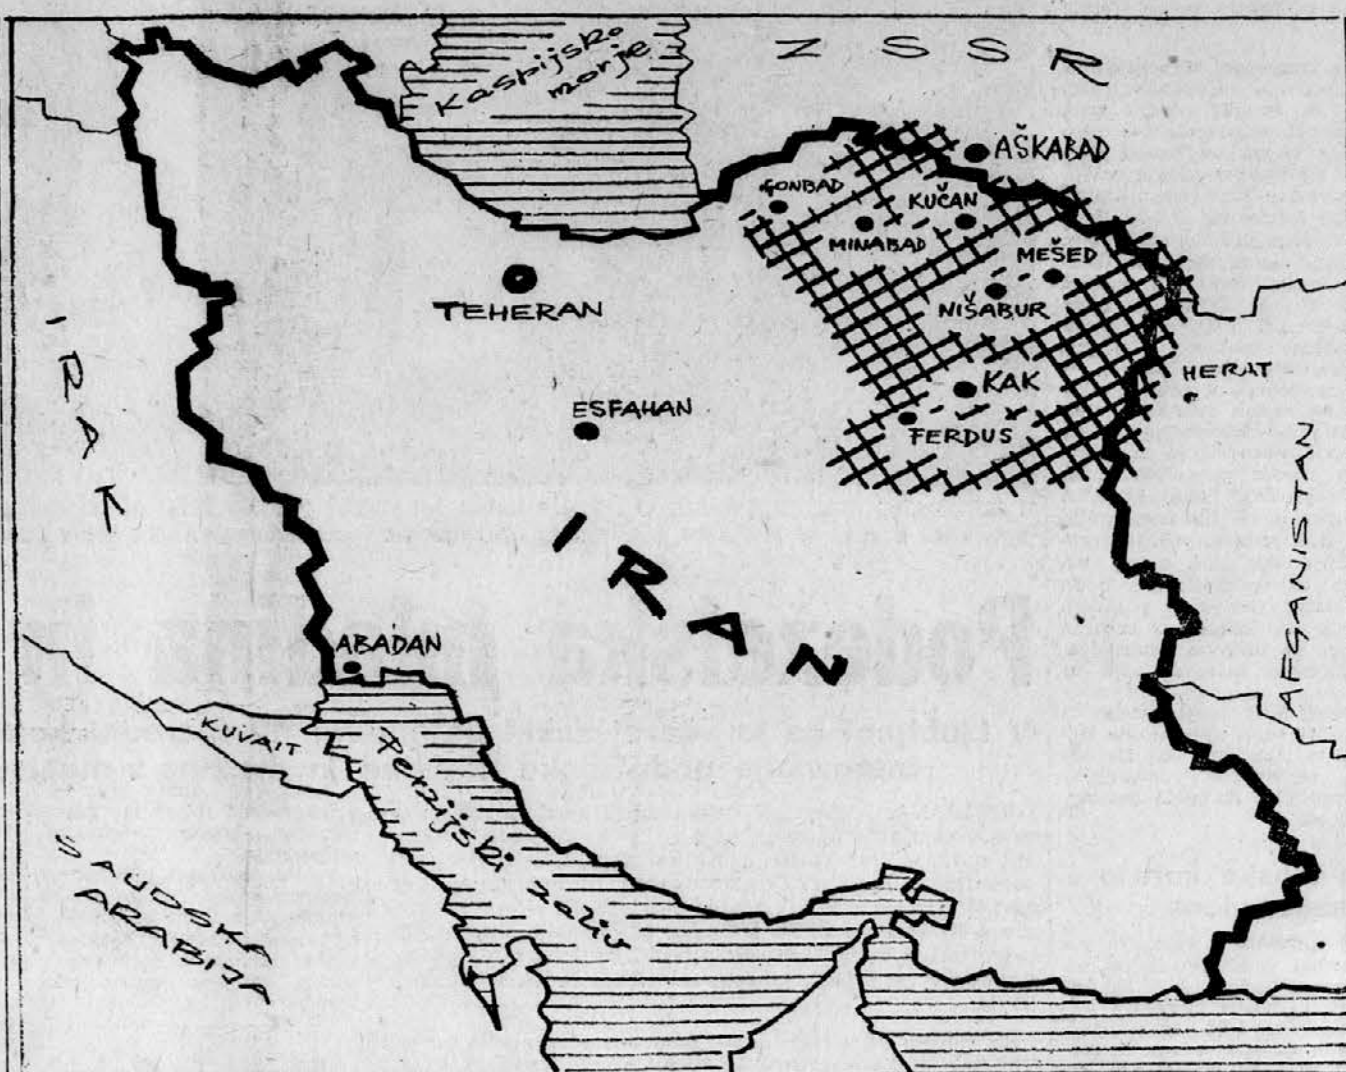 Kaspijsko
morje
ZSSR
AŠKABAD
GONBAD
KUČAN
MINABAD
MEŠED
TEHERAN
NIŠABUR
IRAK
HERAT
KAK
ESFAHAN
FERDUS
AFGANISTAN
IRAN
ABADAN
KUVAIT
Perzijski zaliv
SAUDSKA
ARABIJA